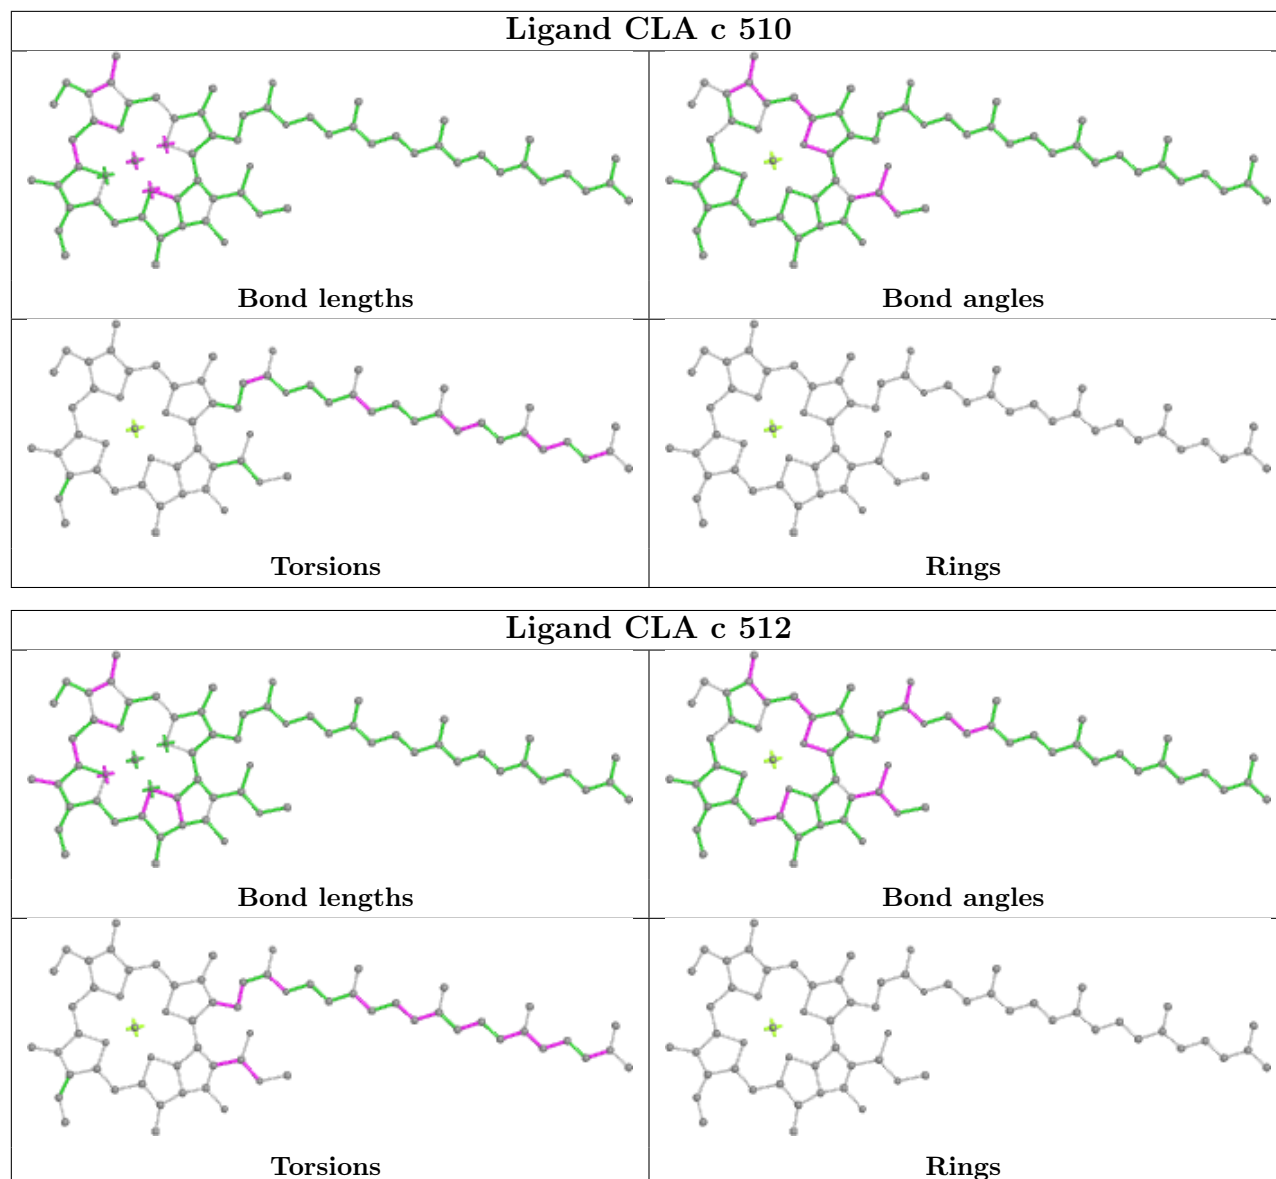 Ligand CLA c 510
Bond lengths
Bond angles
Torsions
Rings
Ligand CLA c 512
Bond lengths
Bond angles
Torsions
Rings